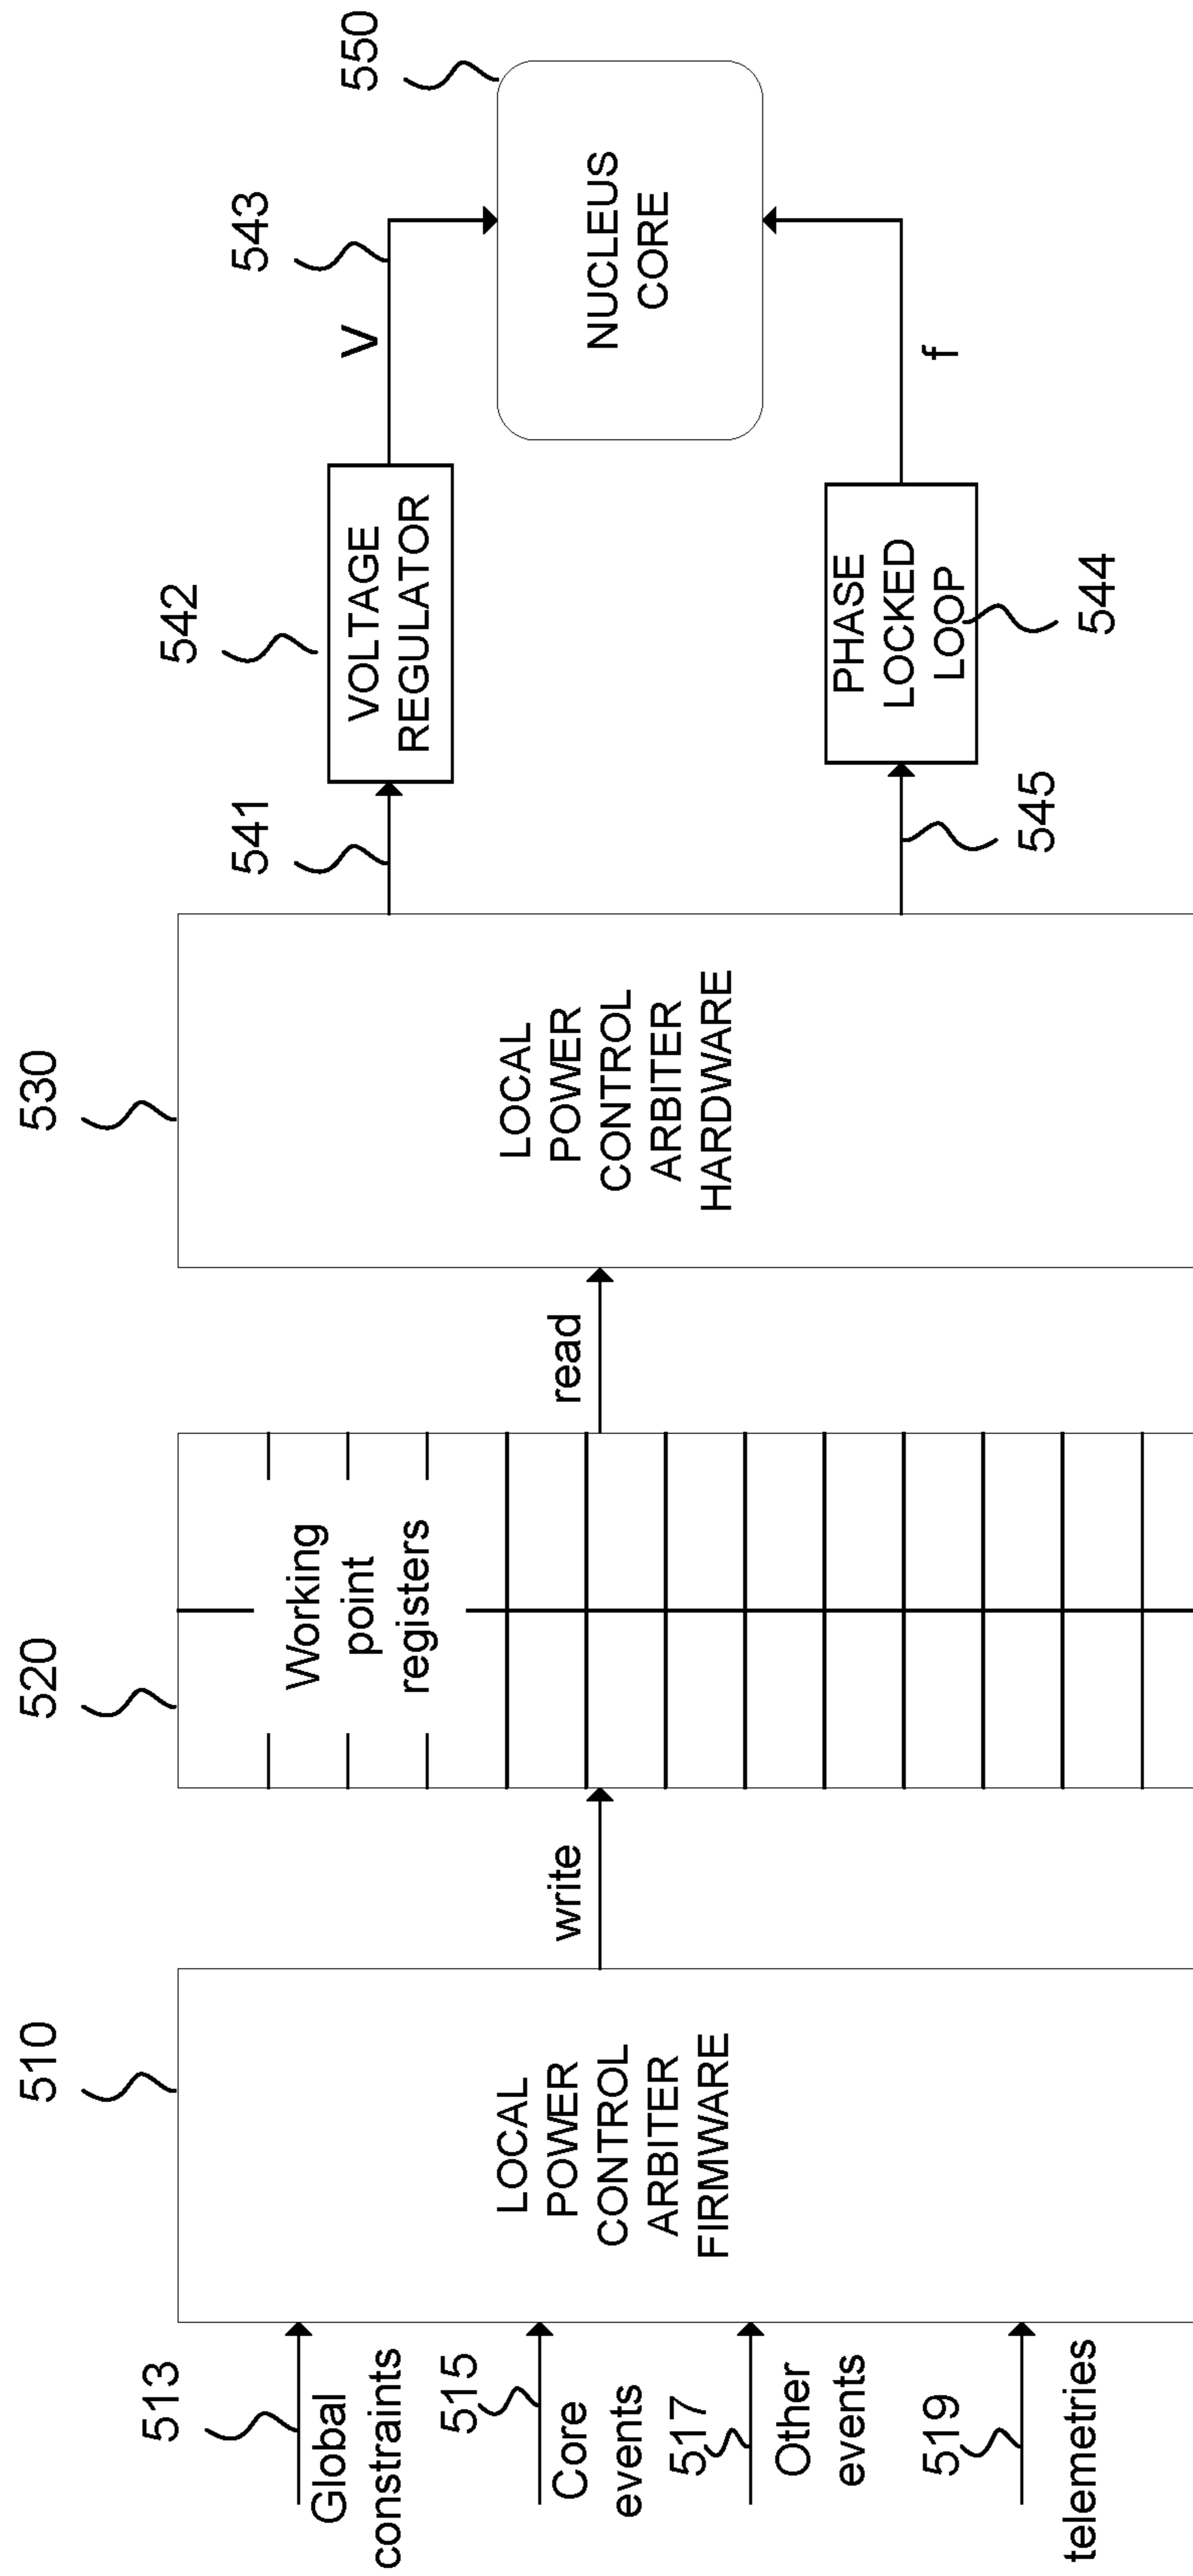 513
Global
constraints
515
Core
events
517
Other
events
519
telemetries
510
LOCAL
POWER
CONTROL
ARBITER
FIRMWARE
write
520
Working
point
registers
read
530
LOCAL
POWER
CONTROL
ARBITER
HARDWARE
541
542
VOLTAGE
REGULATOR
543
V
545
PHASE
LOCKED
LOOP
544
f
550
NUCLEUS
CORE